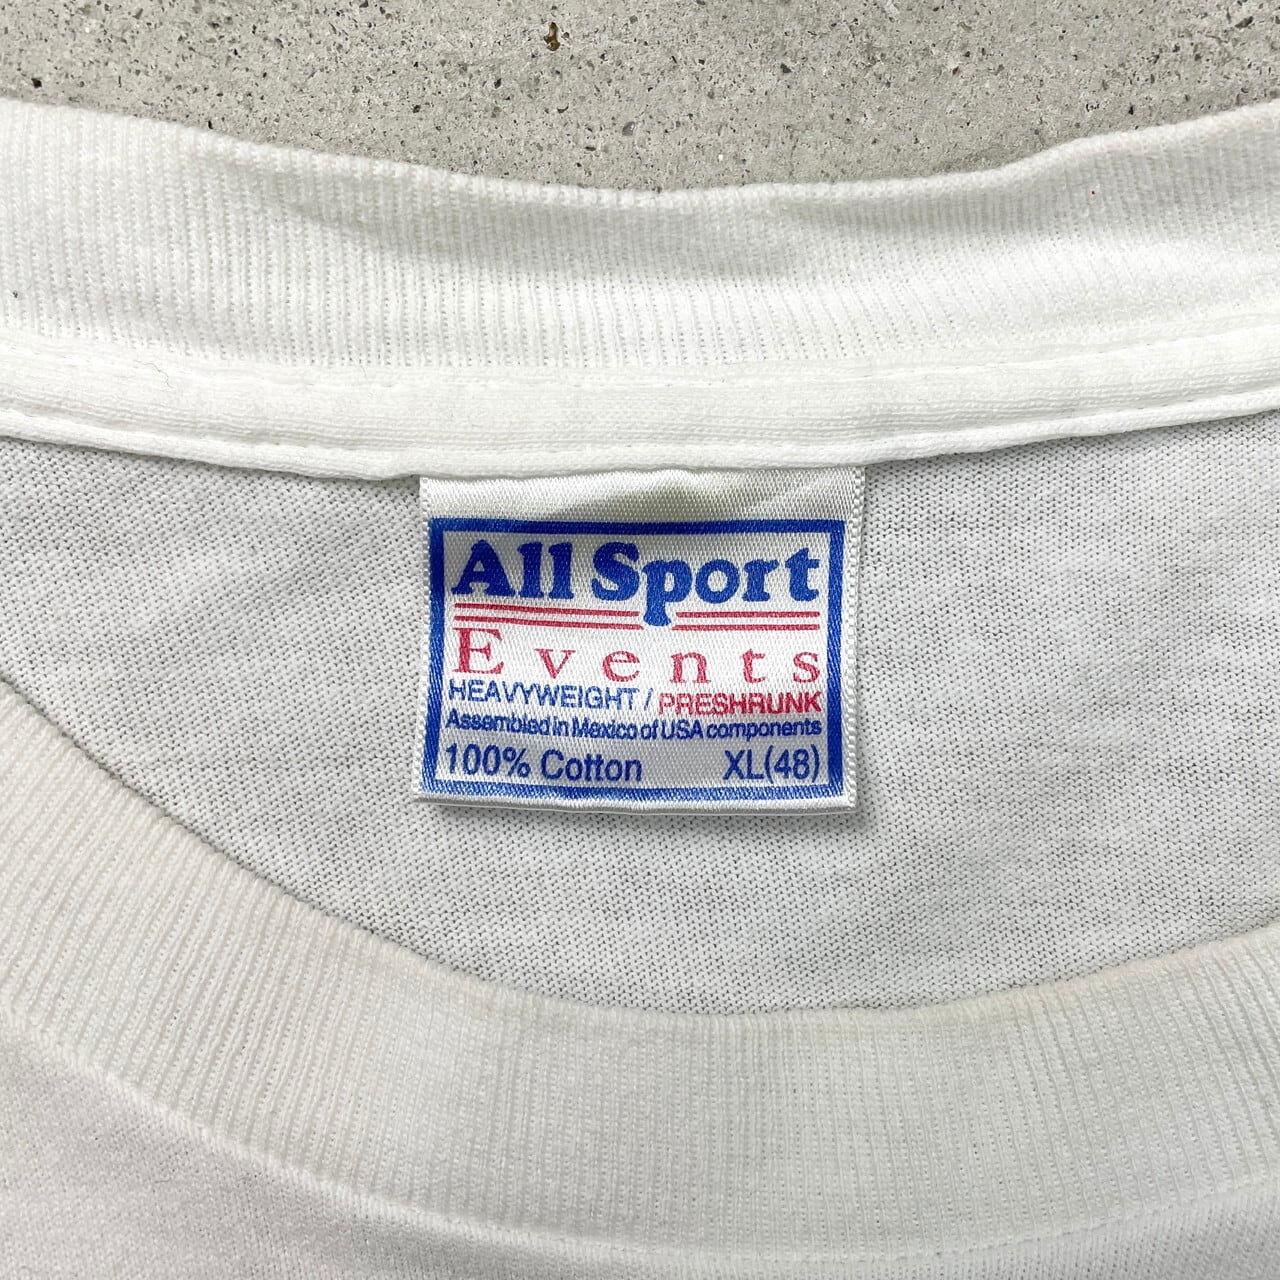 All Sport
Events
HEAVYWEIGHT / PRESHRUNK
Assembled in Mexico of USA components
100% Cotton XL(48)